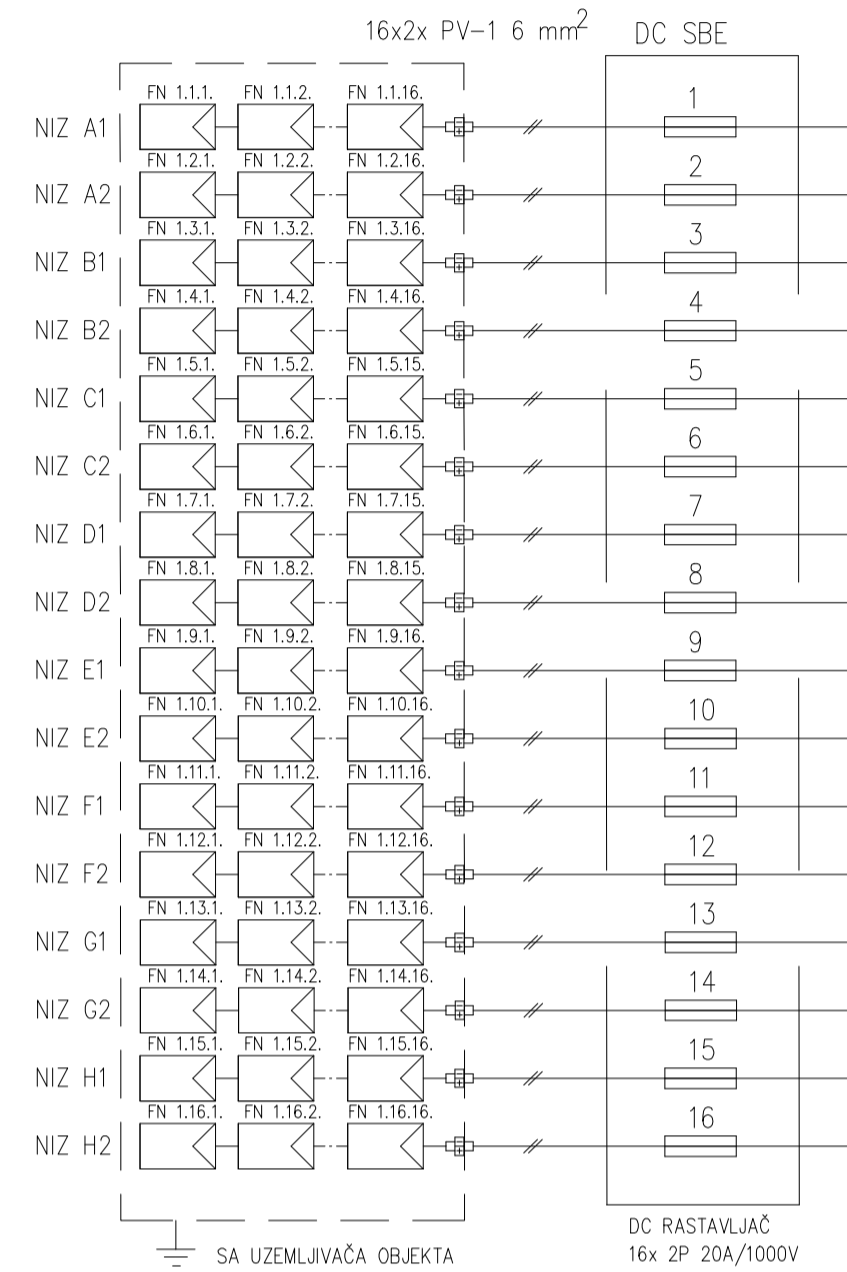 16x2x PV-1 6 mm²
DC SBE
FN 1.1.1. FN 1.1.2. FN 1.1.16.
NIZ A1 1
FN 1.2.1. FN 1.2.2. FN 1.2.16.
NIZ A2 2
FN 1.3.1. FN 1.3.2. FN 1.3.16.
NIZ B1 3
FN 1.4.1. FN 1.4.2. FN 1.4.16.
NIZ B2 4
FN 1.5.1. FN 1.5.2. FN 1.5.15.
NIZ C1 5
FN 1.6.1. FN 1.6.2. FN 1.6.15.
NIZ C2 6
FN 1.7.1. FN 1.7.2. FN 1.7.15.
NIZ D1 7
FN 1.8.1. FN 1.8.2. FN 1.8.15.
NIZ D2 8
FN 1.9.1. FN 1.9.2. FN 1.9.16.
NIZ E1 9
FN 1.10.1. FN 1.10.2. FN 1.10.16.
NIZ E2 10
FN 1.11.1. FN 1.11.2. FN 1.11.16.
NIZ F1 11
FN 1.12.1. FN 1.12.2. FN 1.12.16.
NIZ F2 12
FN 1.13.1. FN 1.13.2. FN 1.13.16.
NIZ G1 13
FN 1.14.1. FN 1.14.2. FN 1.14.16.
NIZ G2 14
FN 1.15.1. FN 1.15.2. FN 1.15.16.
NIZ H1 15
FN 1.16.1. FN 1.16.2. FN 1.16.16.
NIZ H2 16
SA UZEMLJIVAČA OBJEKTA
DC RASTAVLJAČ
16x 2P 20A/1000V